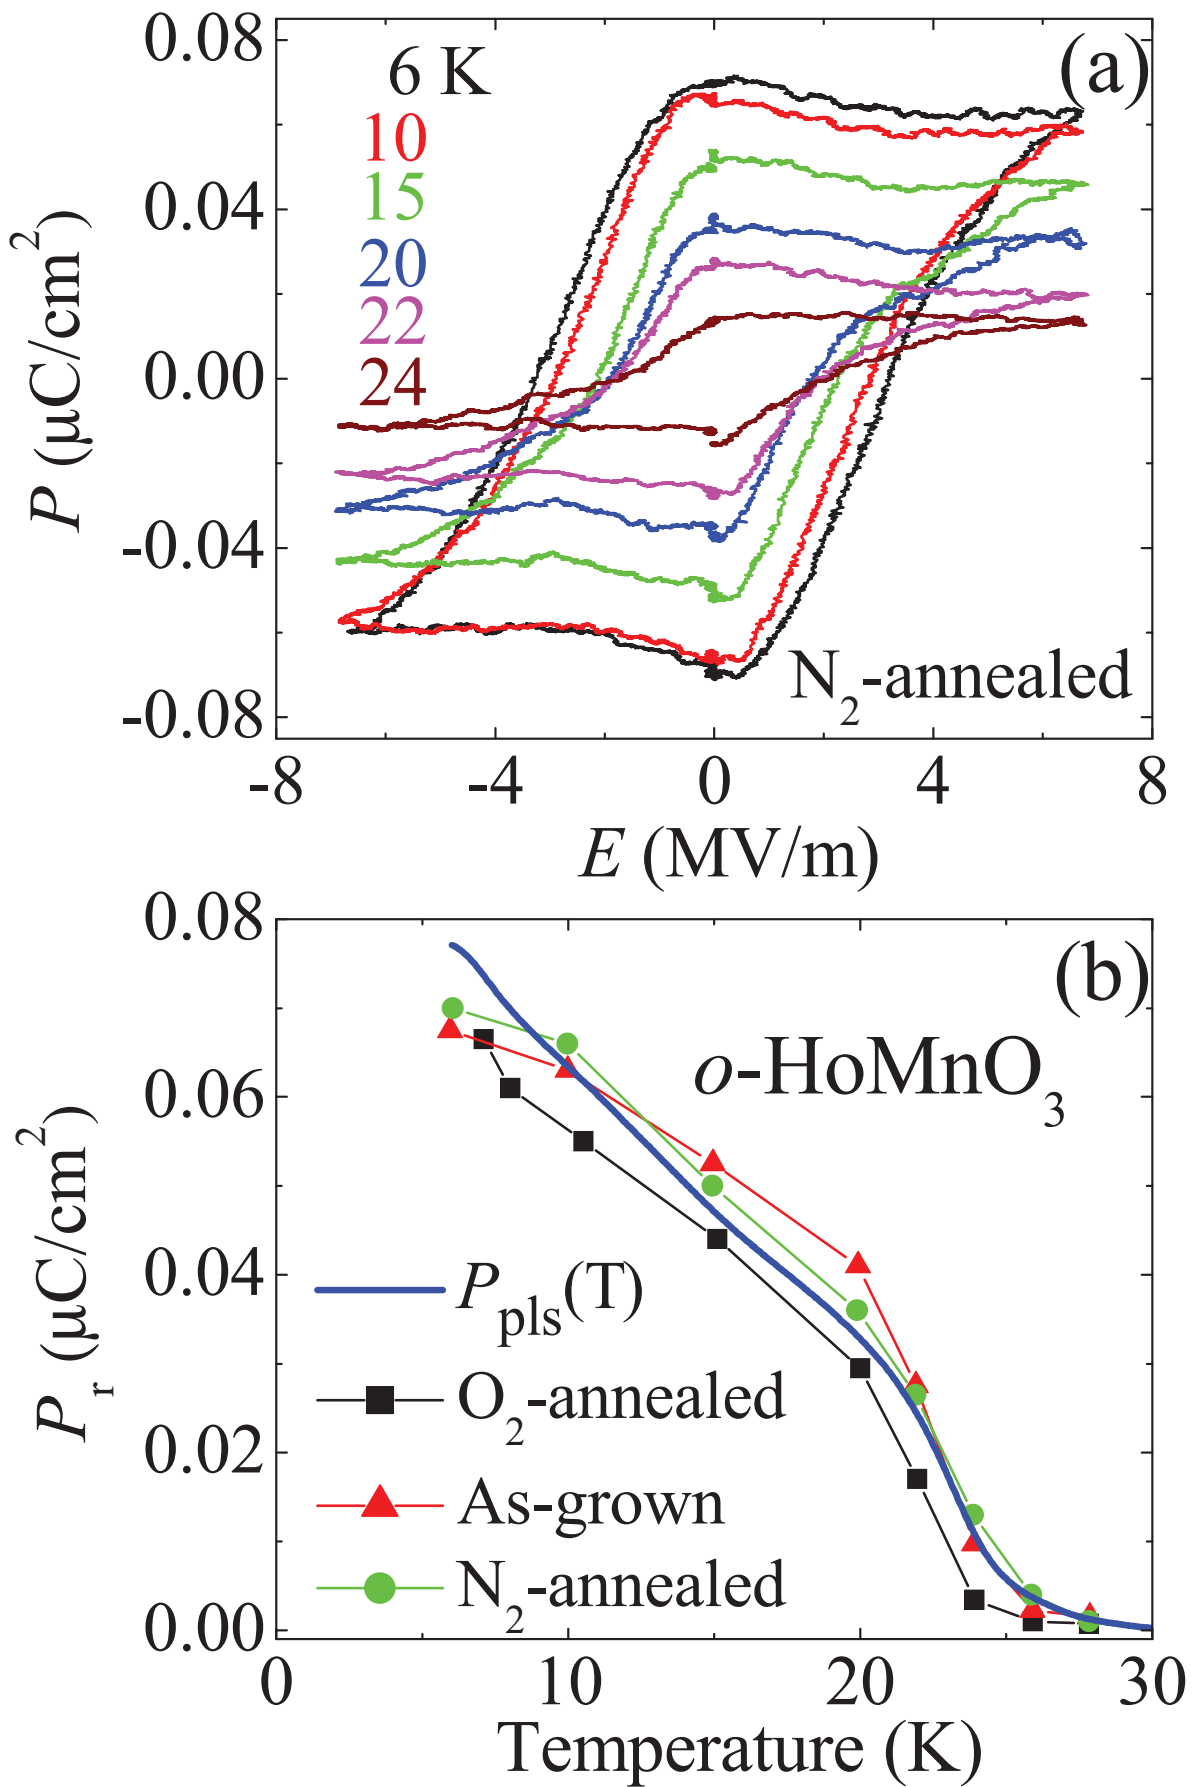 (a)
6 K
10
15
20
22
24
0.08
0.04
0.00
-0.04
-0.08
P (μC/cm²)
N₂-annealed
-8 -4 0 4 8
E (MV/m)
(b)
o-HoMnO₃
0.08
0.06
0.04
0.02
0.00
Pᵣ (μC/cm²)
P_pls(T)
O₂-annealed
As-grown
N₂-annealed
0 10 20 30
Temperature (K)